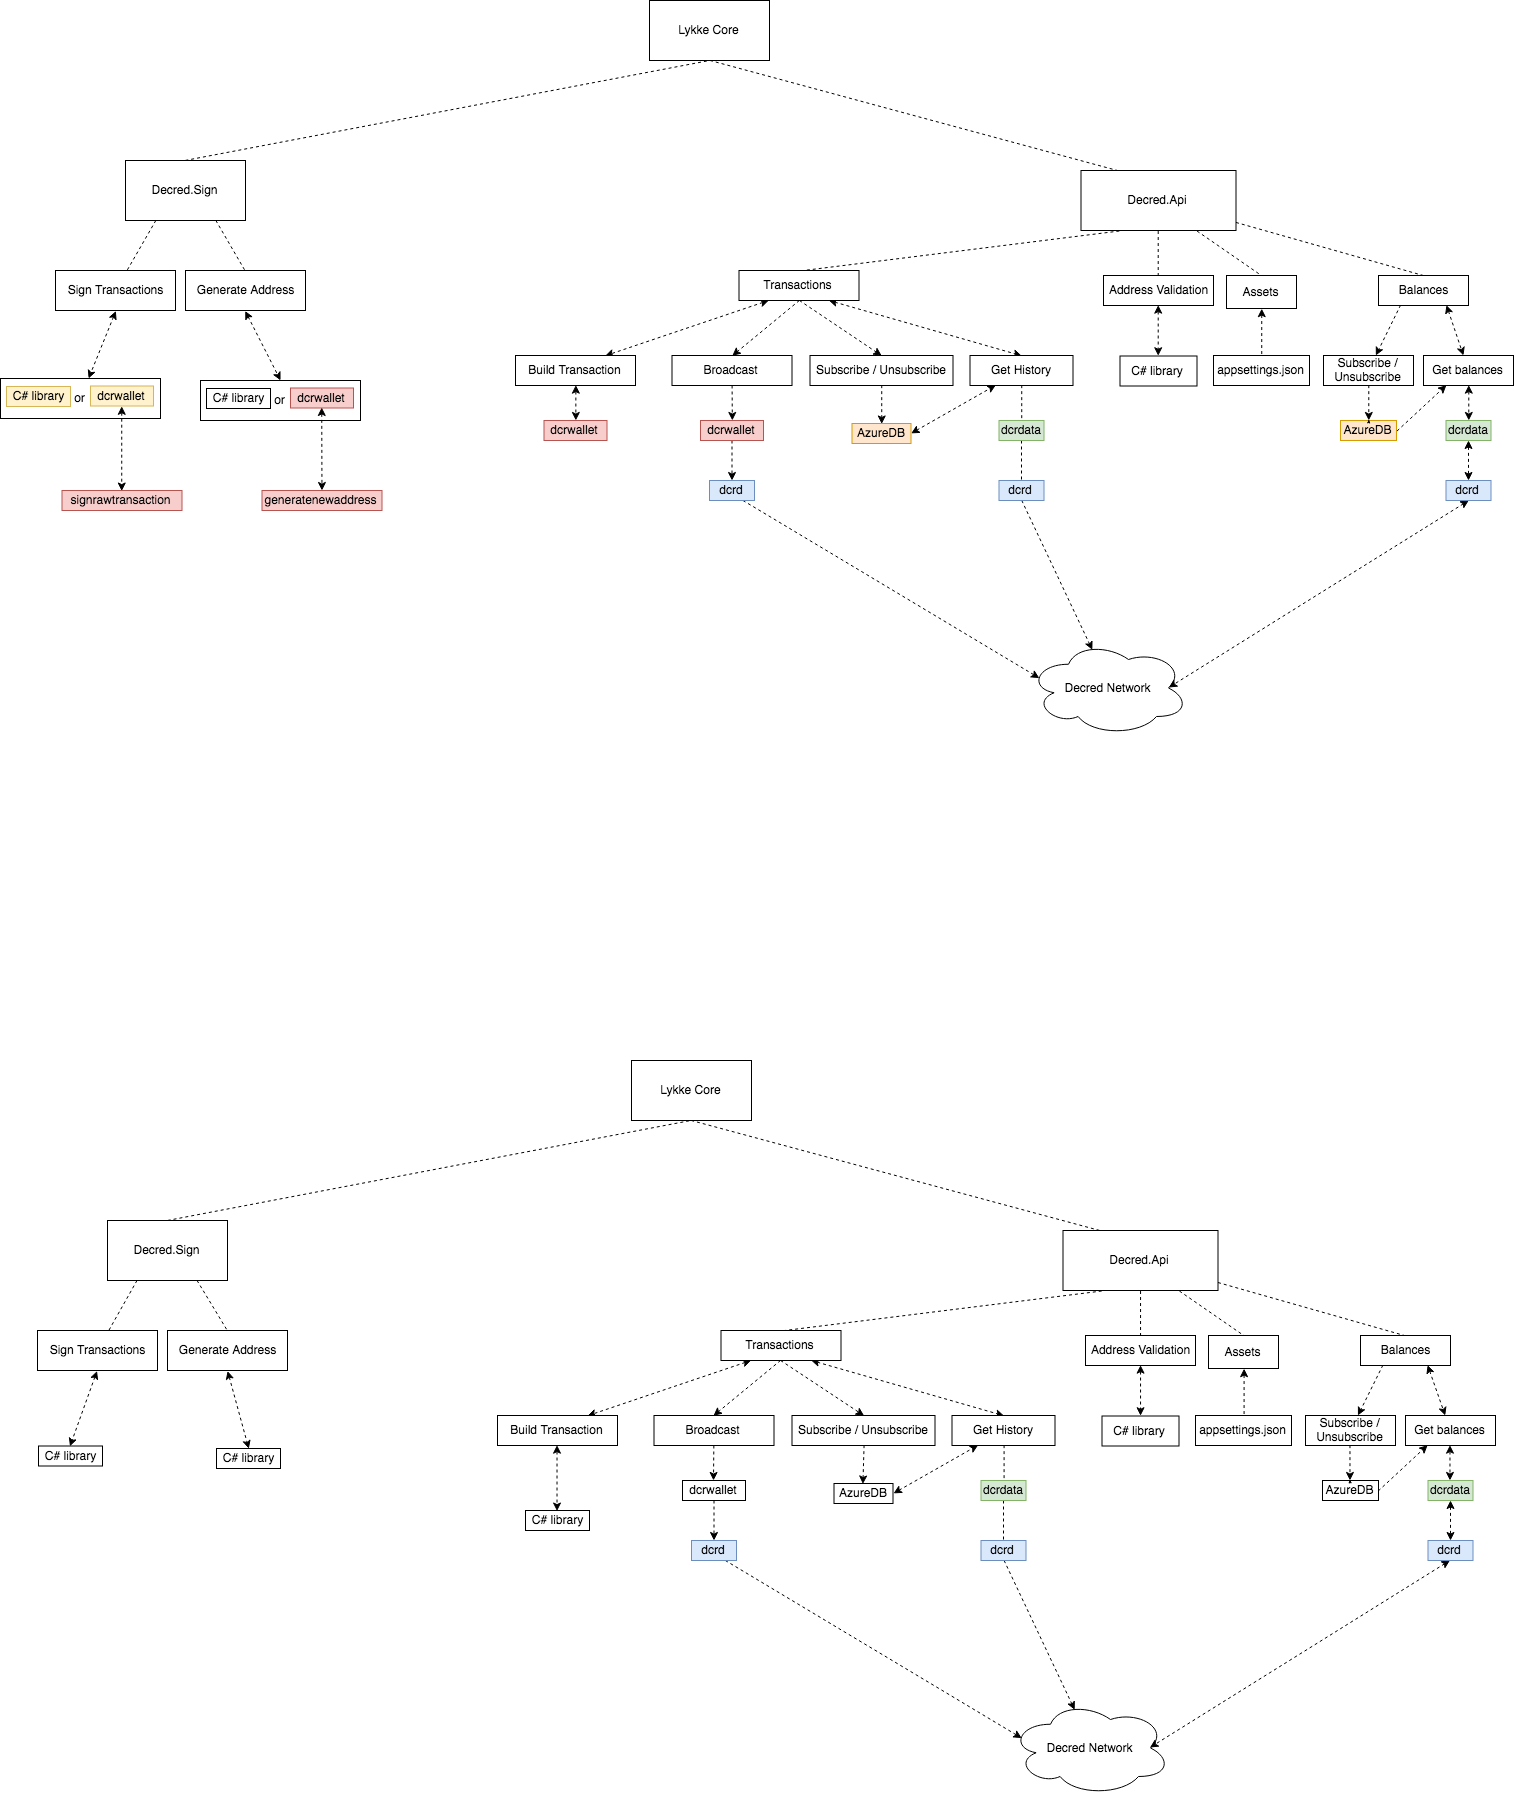 Lykke Core
Decred.Sign
Decred.Api
Sign Transactions
Generate Address
Transactions
Address Validation
Assets
Balances
Build Transaction
Broadcast
Subscribe / Unsubscribe
Get History
C# library
appsettings.json
Subscribe /
Unsubscribe
Get balances
C# library or dcrwallet
C# library or dcrwallet
dcrwallet
dcrwallet
AzureDB
dcrdata
AzureDB
dcrdata
signrawtransaction
generatenewaddress
dcrd
dcrd
dcrd
Decred Network
Lykke Core
Decred.Sign
Decred.Api
Sign Transactions
Generate Address
Transactions
Address Validation
Assets
Balances
Build Transaction
Broadcast
Subscribe / Unsubscribe
Get History
C# library
appsettings.json
Subscribe /
Unsubscribe
Get balances
C# library
C# library
dcrwallet
AzureDB
dcrdata
AzureDB
dcrdata
C# library
dcrd
dcrd
dcrd
Decred Network